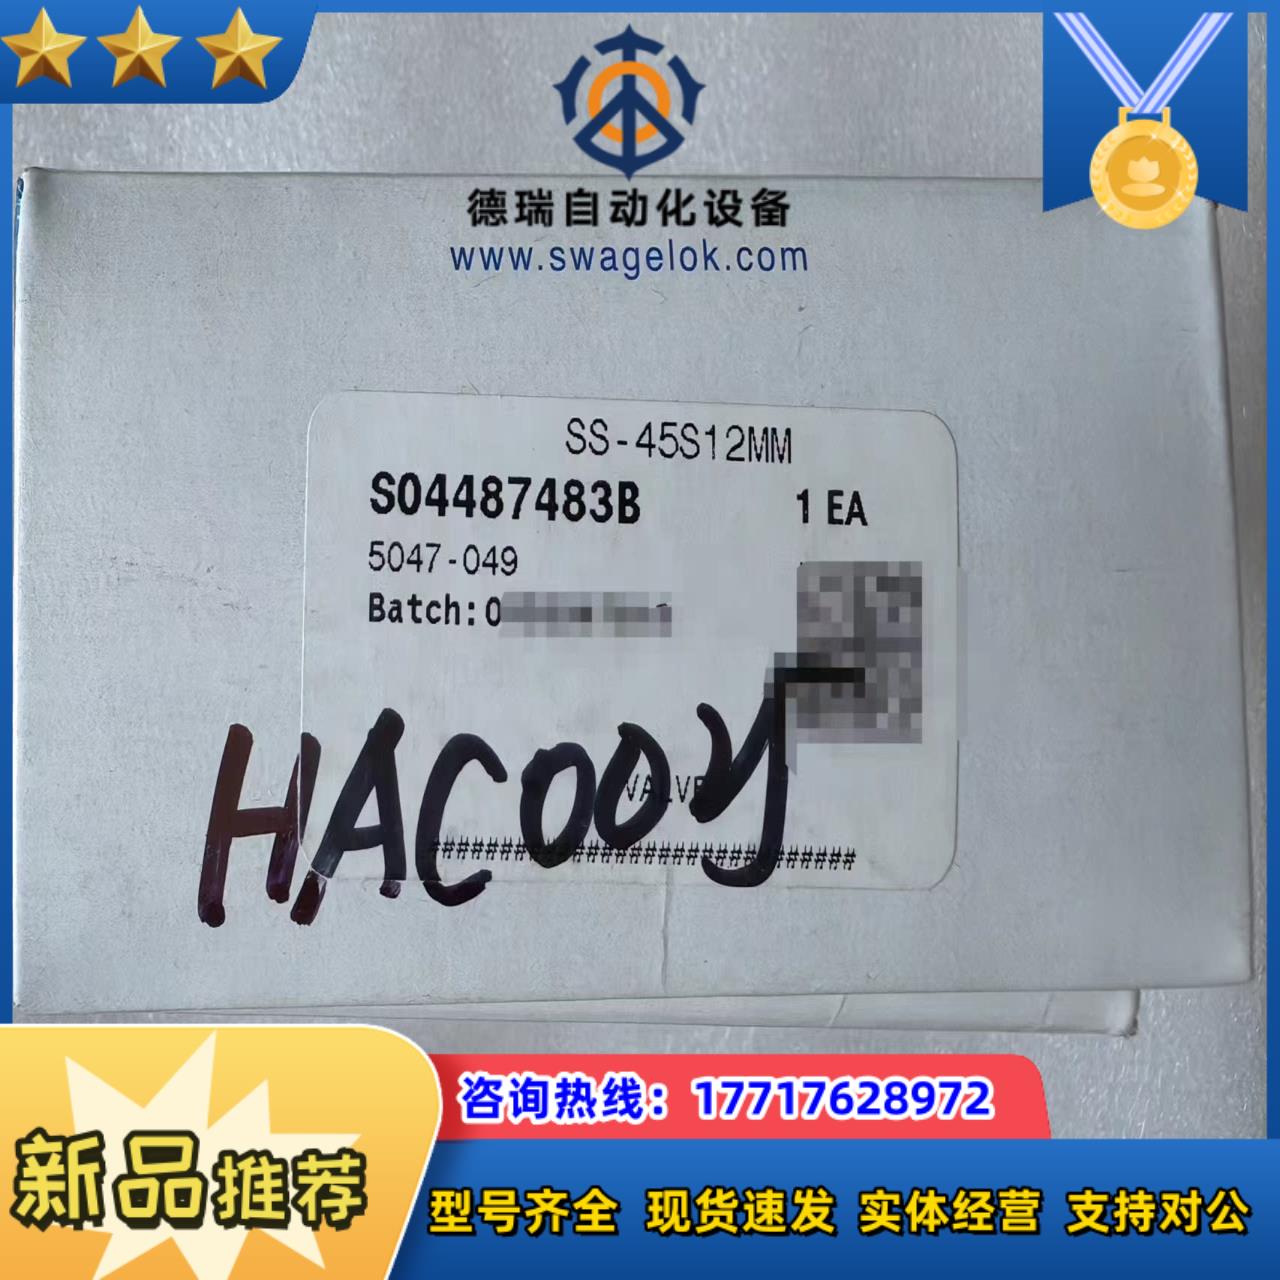 德瑞自动化设备
www.swagelok.com
SS-45S12MM
S04487483B 1 EA
5047-049
Batch:0
HAC00Y
VALVE
##############################
咨询热线：17717628972
新品推荐
型号齐全 现货速发 实体经营 支持对公